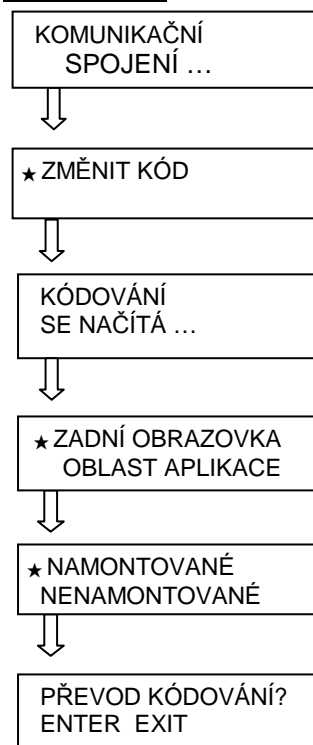 KOMUNIKAČNÍ
SPOJENÍ …
★ ZMĚNIT KÓD
KÓDOVÁNÍ
SE NAČÍTÁ …
★ ZADNÍ OBRAZOVKA
OBLAST APLIKACE
★ NAMONTOVANÉ
NENAMONTOVANÉ
PŘEVOD KÓDOVÁNÍ?
ENTER EXIT